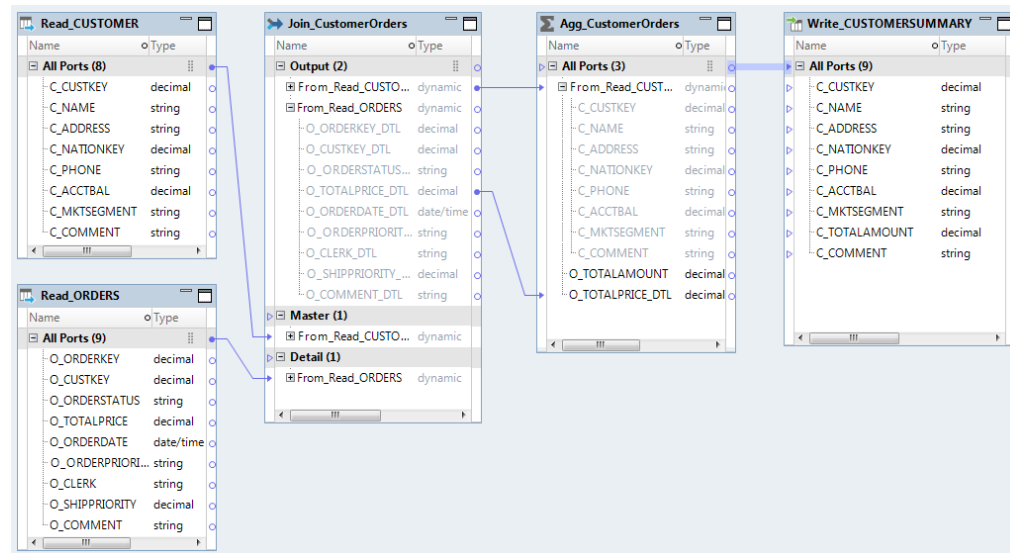 Read_CUSTOMER
Name Type
All Ports (8)
C_CUSTKEY decimal
C_NAME string
C_ADDRESS string
C_NATIONKEY decimal
C_PHONE string
C_ACCTBAL decimal
C_MKTSEGMENT string
C_COMMENT string
Read_ORDERS
Name Type
All Ports (9)
O_ORDERKEY decimal
O_CUSTKEY decimal
O_ORDERSTATUS string
O_TOTALPRICE decimal
O_ORDERDATE date/time
O_ORDERPRIORI... string
O_CLERK string
O_SHIPPRIORITY decimal
O_COMMENT string
Join_CustomerOrders
Name Type
Output (2)
From_Read_CUSTO... dynamic
From_Read_ORDERS dynamic
O_ORDERKEY_DTL decimal
O_CUSTKEY_DTL decimal
O_ORDERSTATUS... string
O_TOTALPRICE_DTL decimal
O_ORDERDATE_DTL date/time
O_ORDERPRIORIT... string
O_CLERK_DTL string
O_SHIPPRIORITY_... decimal
O_COMMENT_DTL string
Master (1)
From_Read_CUSTO... dynamic
Detail (1)
From_Read_ORDERS dynamic
Agg_CustomerOrders
Name Type
All Ports (3)
From_Read_CUST... dynamic
C_CUSTKEY decimal
C_NAME string
C_ADDRESS string
C_NATIONKEY decimal
C_PHONE string
C_ACCTBAL decimal
C_MKTSEGMENT string
C_COMMENT string
O_TOTALAMOUNT decimal
O_TOTALPRICE_DTL decimal
Write_CUSTOMERSUMMARY
Name Type
All Ports (9)
C_CUSTKEY decimal
C_NAME string
C_ADDRESS string
C_NATIONKEY decimal
C_PHONE string
C_ACCTBAL decimal
C_MKTSEGMENT string
C_TOTALAMOUNT decimal
C_COMMENT string